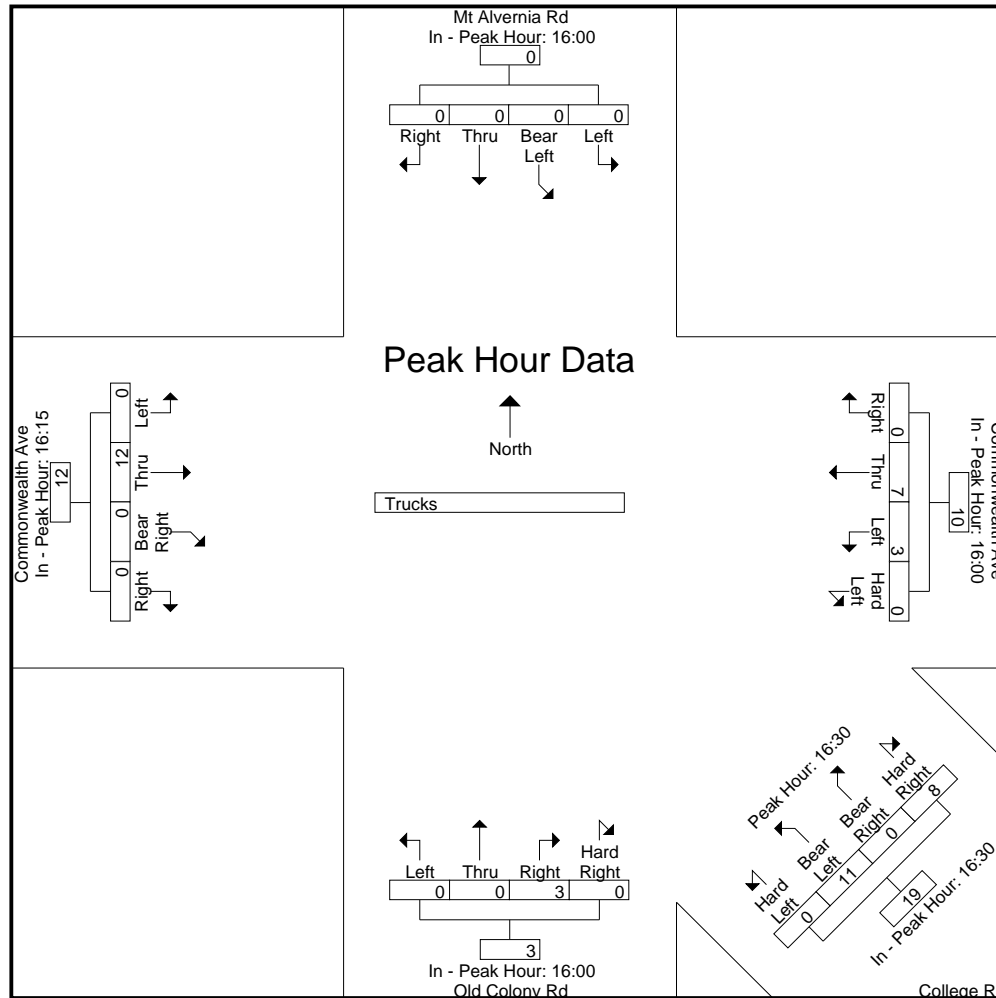 Mt Alvernia Rd
In - Peak Hour: 16:00
0
0 0 0 0
Right Thru Bear Left Left
Peak Hour Data
North
Trucks
Commonwealth Ave
In - Peak Hour: 16:15
12
0 12 0 0
Left Thru Bear Right Right
Commonwealth Ave
In - Peak Hour: 16:00
10
0 7 3 0
Right Thru Left Hard Left
Left Thru Right Hard Right
0 0 3 0
3
In - Peak Hour: 16:00
Old Colony Rd
Peak Hour: 16:30
Hard Left Bear Left Bear Right Hard Right
0 11 0 8
19
In - Peak Hour: 16:30
College R